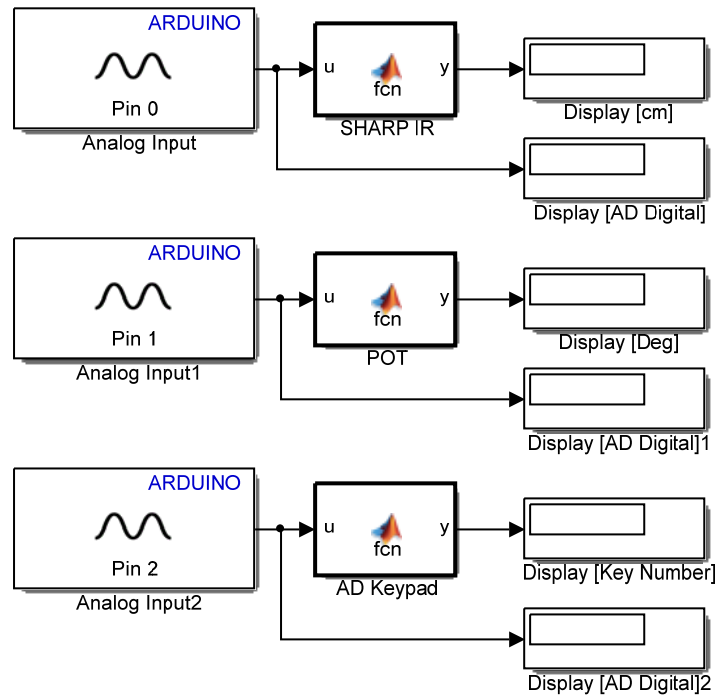 ARDUINO
Pin 0
Analog Input
u
fcn
y
SHARP IR
Display [cm]
Display [AD Digital]
ARDUINO
Pin 1
Analog Input1
u
fcn
y
POT
Display [Deg]
Display [AD Digital]1
ARDUINO
Pin 2
Analog Input2
u
fcn
y
AD Keypad
Display [Key Number]
Display [AD Digital]2